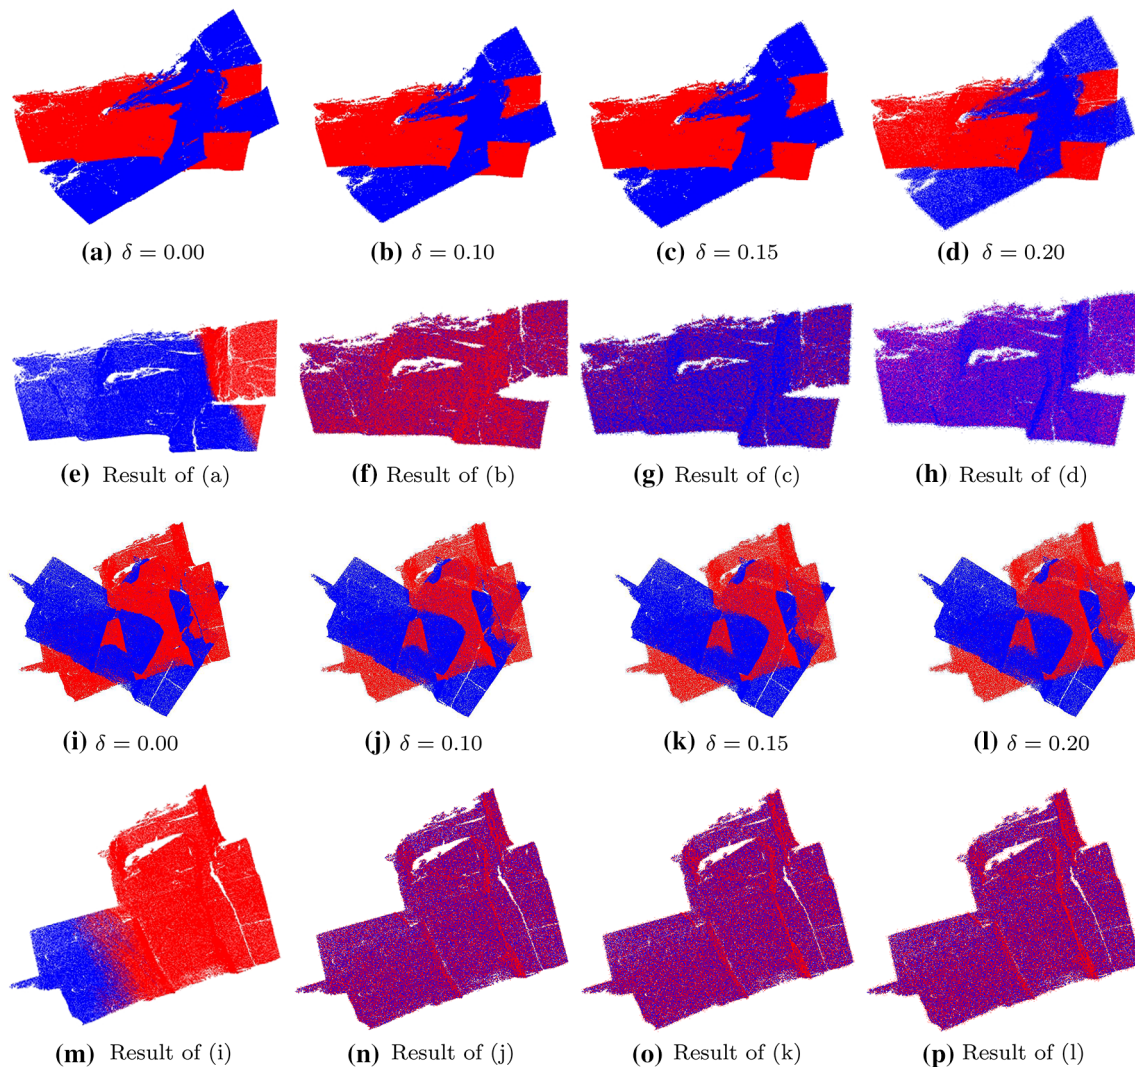 (a) δ = 0.00
(b) δ = 0.10
(c) δ = 0.15
(d) δ = 0.20
(e) Result of (a)
(f) Result of (b)
(g) Result of (c)
(h) Result of (d)
(i) δ = 0.00
(j) δ = 0.10
(k) δ = 0.15
(l) δ = 0.20
(m) Result of (i)
(n) Result of (j)
(o) Result of (k)
(p) Result of (l)